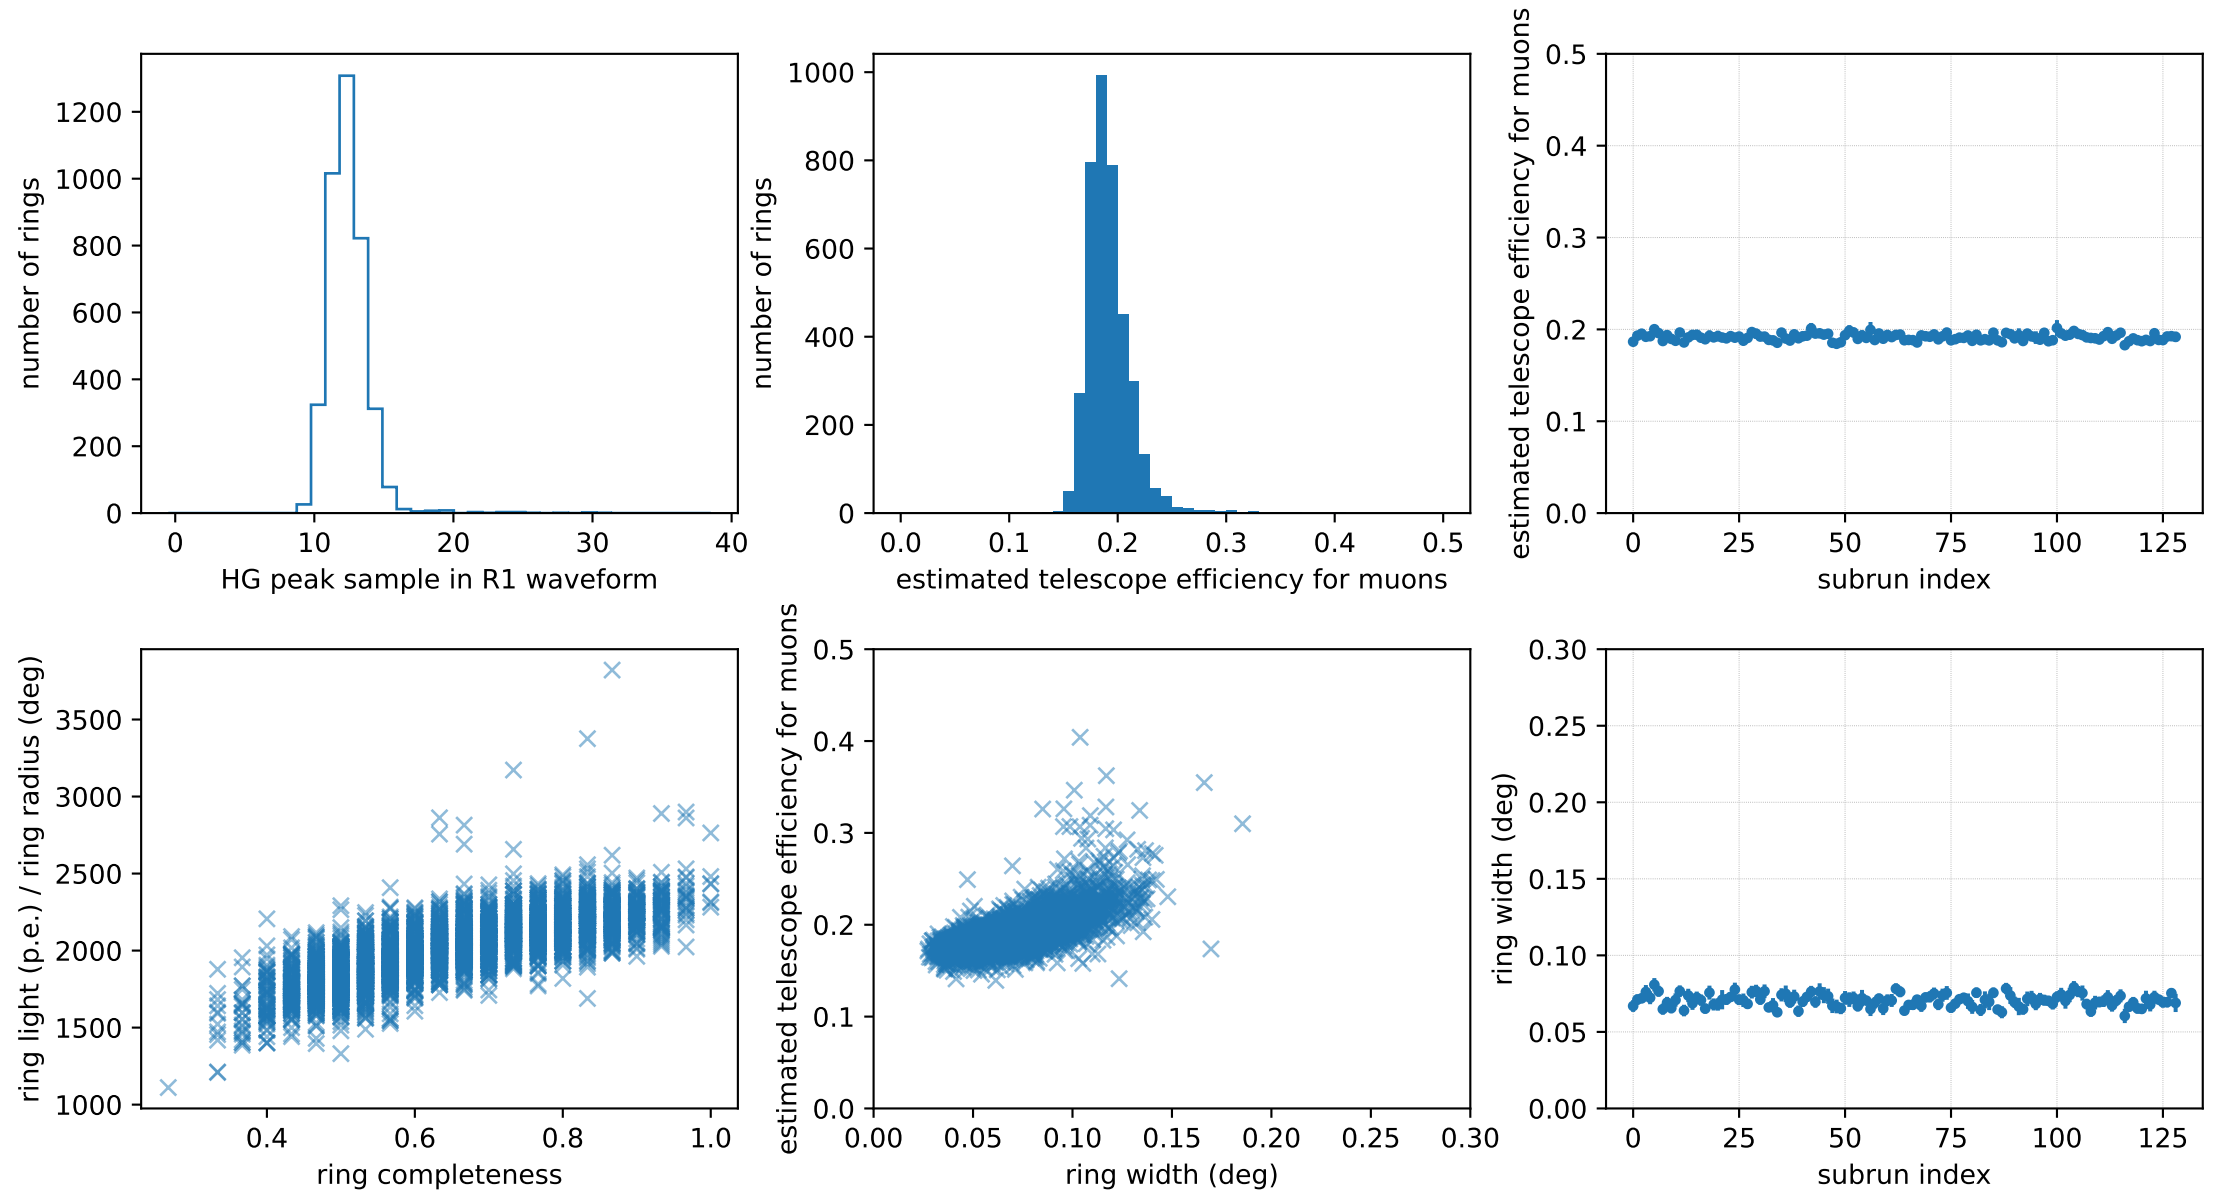 number of rings
1200
1000
800
600
400
200
0
0 10 20 30 40
HG peak sample in R1 waveform
number of rings
1000
800
600
400
200
0
0.0 0.1 0.2 0.3 0.4 0.5
estimated telescope efficiency for muons
estimated telescope efficiency for muons
0.5
0.4
0.3
0.2
0.1
0.0
0 25 50 75 100 125
subrun index
ring light (p.e.) / ring radius (deg)
3500
3000
2500
2000
1500
1000
0.4 0.6 0.8 1.0
ring completeness
estimated telescope efficiency for muons
0.5
0.4
0.3
0.2
0.1
0.0
0.00 0.05 0.10 0.15 0.20 0.25 0.30
ring width (deg)
ring width (deg)
0.30
0.25
0.20
0.15
0.10
0.05
0.00
0 25 50 75 100 125
subrun index